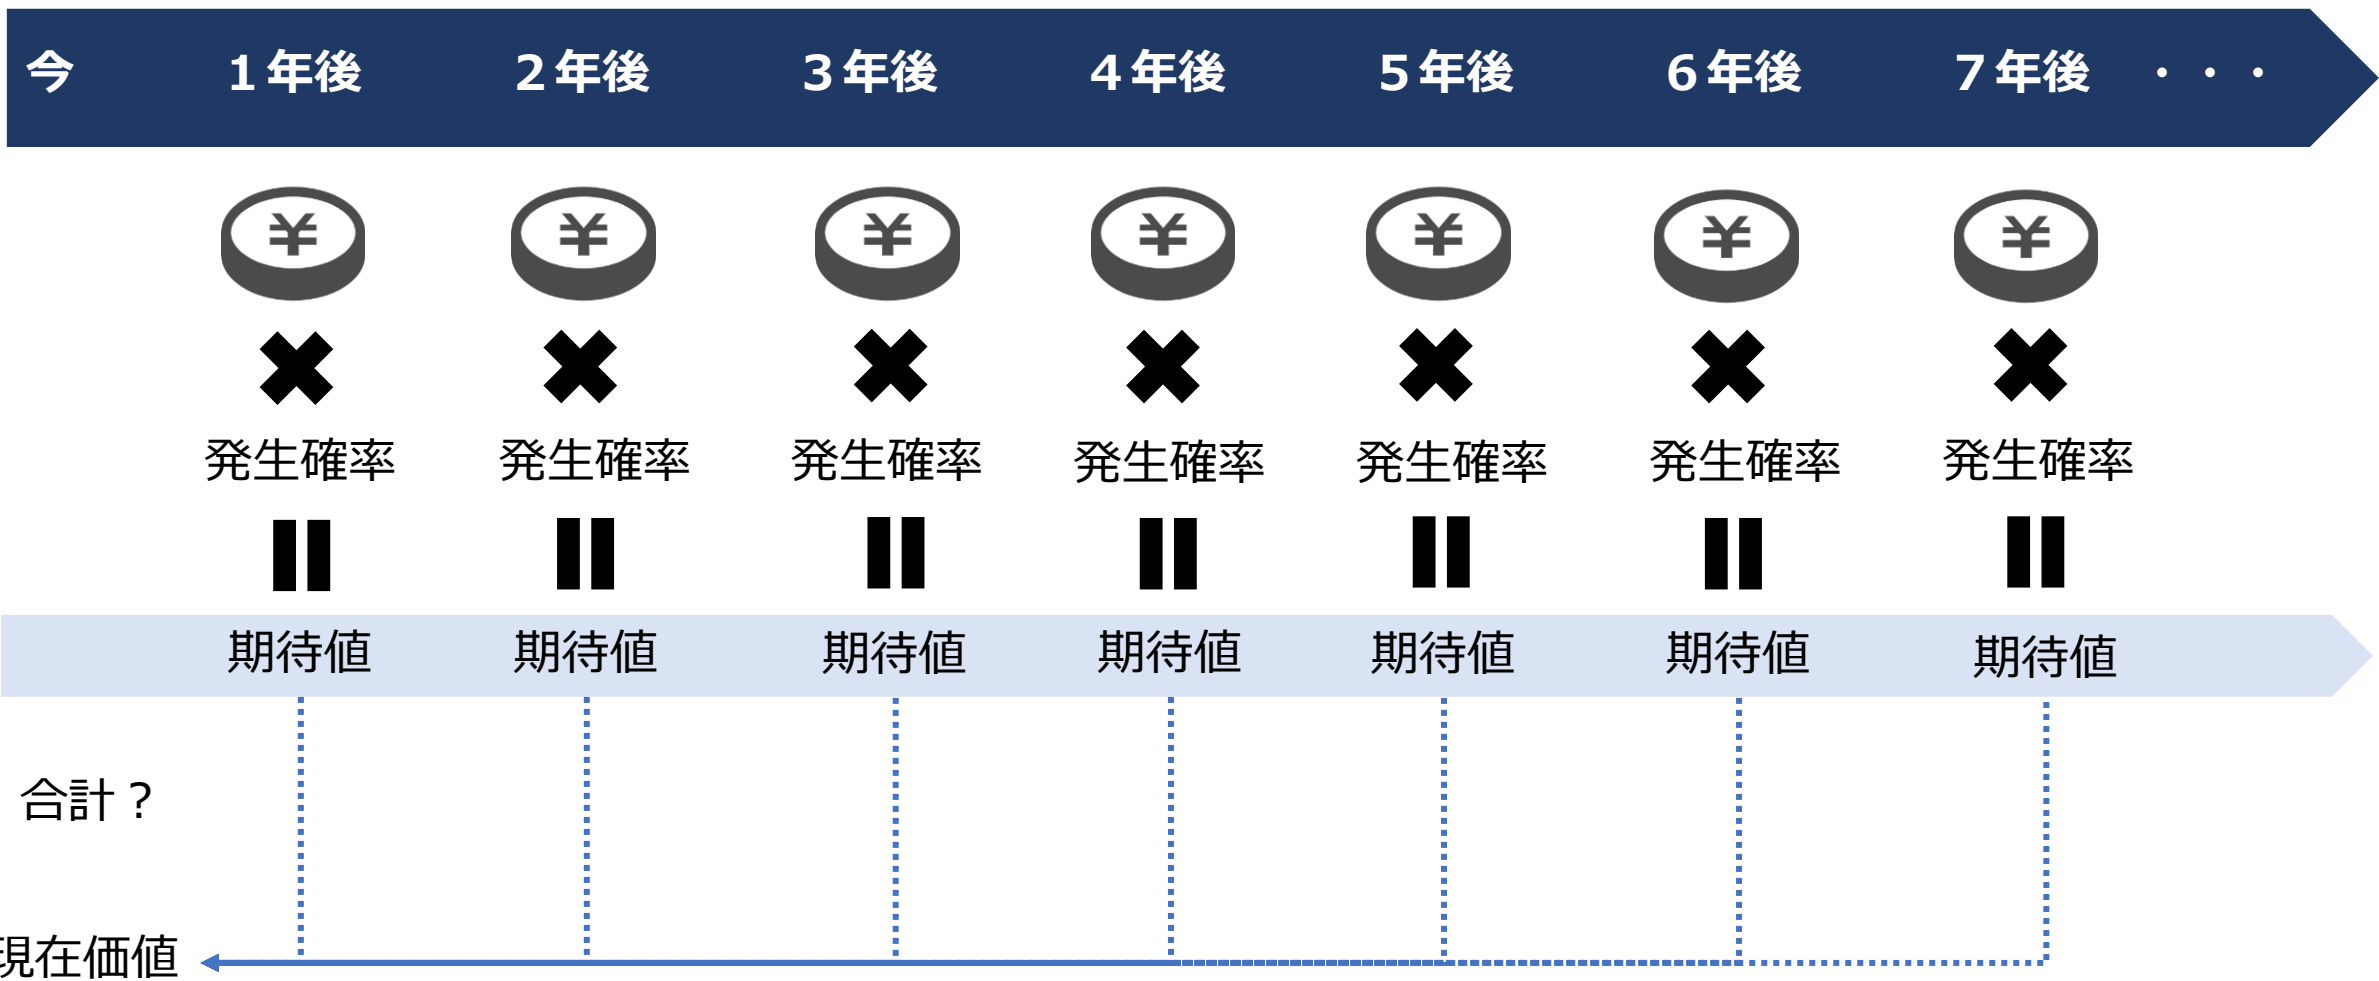 今 １年後 ２年後 ３年後 ４年後 ５年後 ６年後 ７年後 ・・・
¥ ¥ ¥ ¥ ¥ ¥ ¥
発生確率 発生確率 発生確率 発生確率 発生確率 発生確率 発生確率
期待値 期待値 期待値 期待値 期待値 期待値 期待値
合計？
現在価値